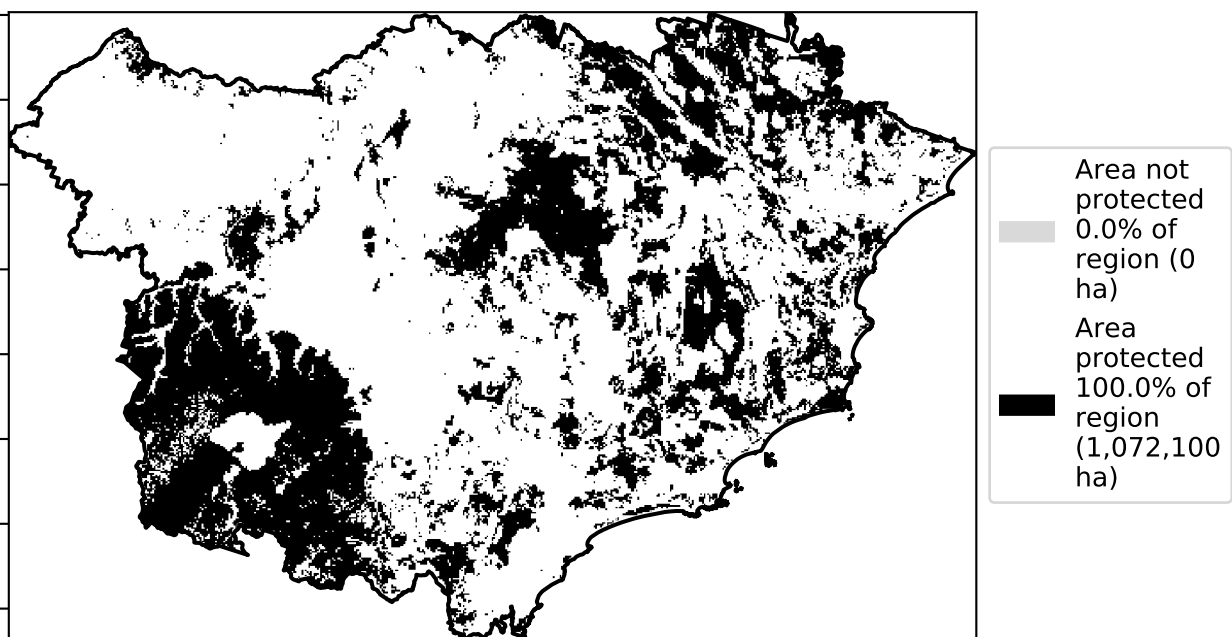 Area not
protected
0.0% of
region (0
ha)
Area
protected
100.0% of
region
(1,072,100
ha)